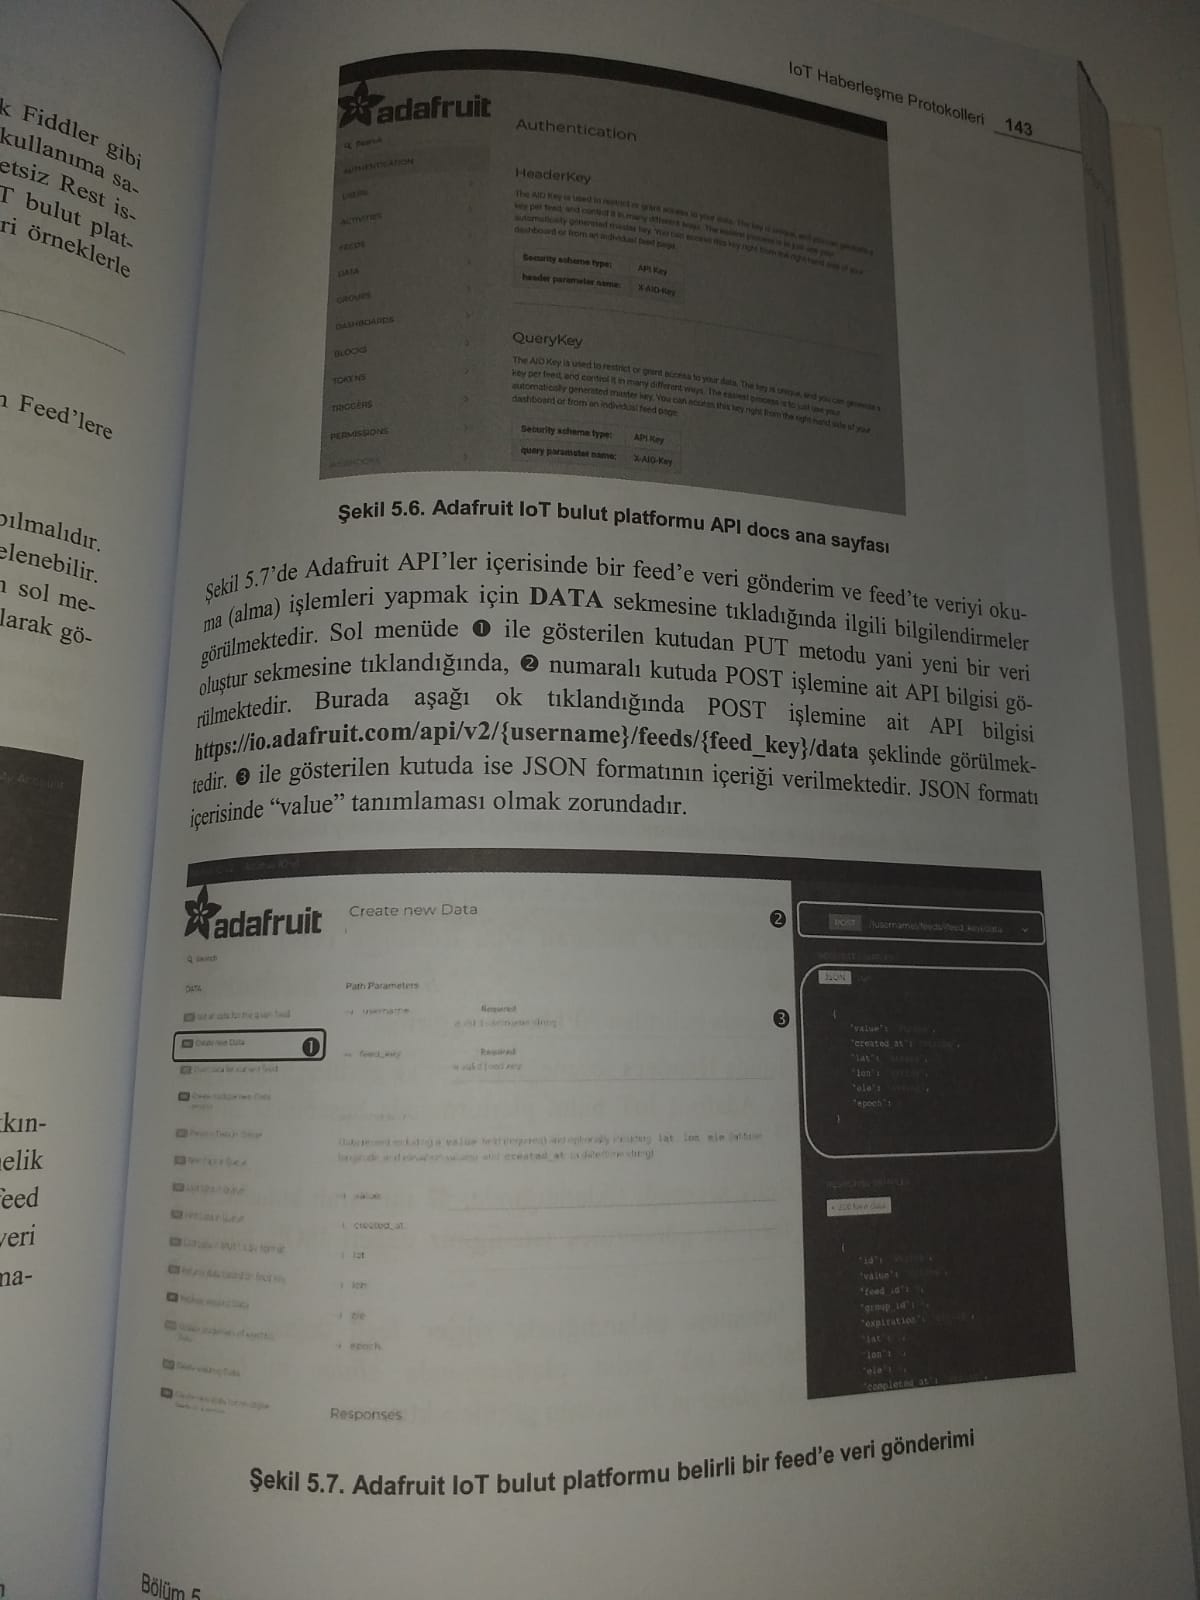 k Fiddler gibi
kullanıma sa-
etsiz Rest is-
T bulut plat-
ri örneklerle
n Feed'lere
pılmalıdır.
elenebilir.
n sol me-
larak gö-
My Account
kın-
nelik
feed
veri
ma-
IoT Haberleşme Protokolleri 143
adafruit
Search
AUTHENTICATION
USERS
ACTIVITIES
FEEDS
DATA
GROUPS
DASHBOARDS
BLOCKS
TOKENS
TRIGGERS
PERMISSIONS
WEBHOOKS
Authentication
HeaderKey
The AIO Key is used to restrict or grant access to your data. The key is unique, and you can generate a
key per feed, and control it in many different ways. The easiest process is to just use your
automatically generated master key. You can access this key right from the right hand side of your
dashboard or from an individual feed page.
Security scheme type: API Key
header parameter name: X-AIO-Key
QueryKey
The AIO Key is used to restrict or grant access to your data. The key is unique, and you can generate a
key per feed, and control it in many different ways. The easiest process is to just use your
automatically generated master key. You can access this key right from the right hand side of your
dashboard or from an individual feed page.
Security scheme type: API Key
query parameter name: X-AIO-Key
Şekil 5.6. Adafruit IoT bulut platformu API docs ana sayfası
Şekil 5.7'de Adafruit API'ler içerisinde bir feed'e veri gönderim ve feed'te veriyi oku-
ma (alma) işlemleri yapmak için DATA sekmesine tıkladığında ilgili bilgilendirmeler
görülmektedir. Sol menüde ❶ ile gösterilen kutudan PUT metodu yani yeni bir veri
oluştur sekmesine tıklandığında, ❷ numaralı kutuda POST işlemine ait API bilgisi gö-
rülmektedir. Burada aşağı ok tıklandığında POST işlemine ait API bilgisi
https://io.adafruit.com/api/v2/{username}/feeds/{feed_key}/data şeklinde görülmek-
tedir. ❸ ile gösterilen kutuda ise JSON formatının içeriği verilmektedir. JSON formatı
içerisinde “value” tanımlaması olmak zorundadır.
adafruit
Search
DATA
Create new Data
❶
Create new Data
Path Parameters
username
Required
feed_key
Required
a valid feed key
value
created_at
lat
lon
ele
epoch
Responses
❷
POST /{username}/feeds/{feed_key}/data
❸
JSON
{
"value":
"created_at":
"lat":
"lon":
"ele":
"epoch":
}
{
"id":
"value":
"feed_id":
"group_id":
"expiration":
"lat":
"lon":
"ele":
"completed_at":
Şekil 5.7. Adafruit IoT bulut platformu belirli bir feed'e veri gönderimi
Bölüm 5